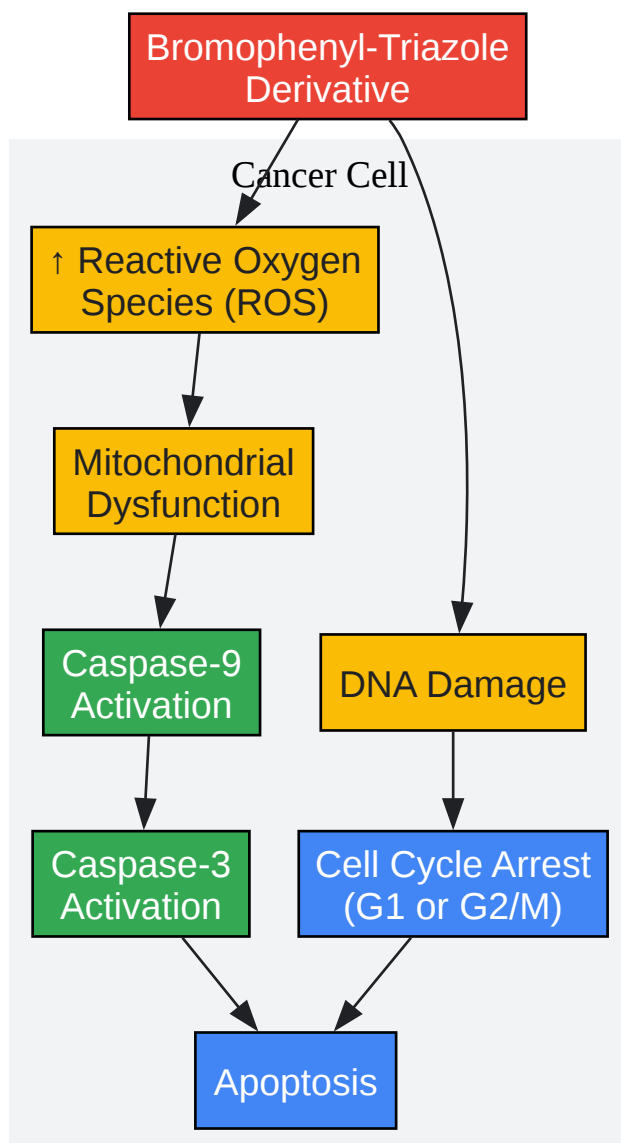 Bromophenyl-Triazole
Derivative
Cancer Cell
↑ Reactive Oxygen
Species (ROS)
Mitochondrial
Dysfunction
Caspase-9
Activation
DNA Damage
Caspase-3
Activation
Cell Cycle Arrest
(G1 or G2/M)
Apoptosis